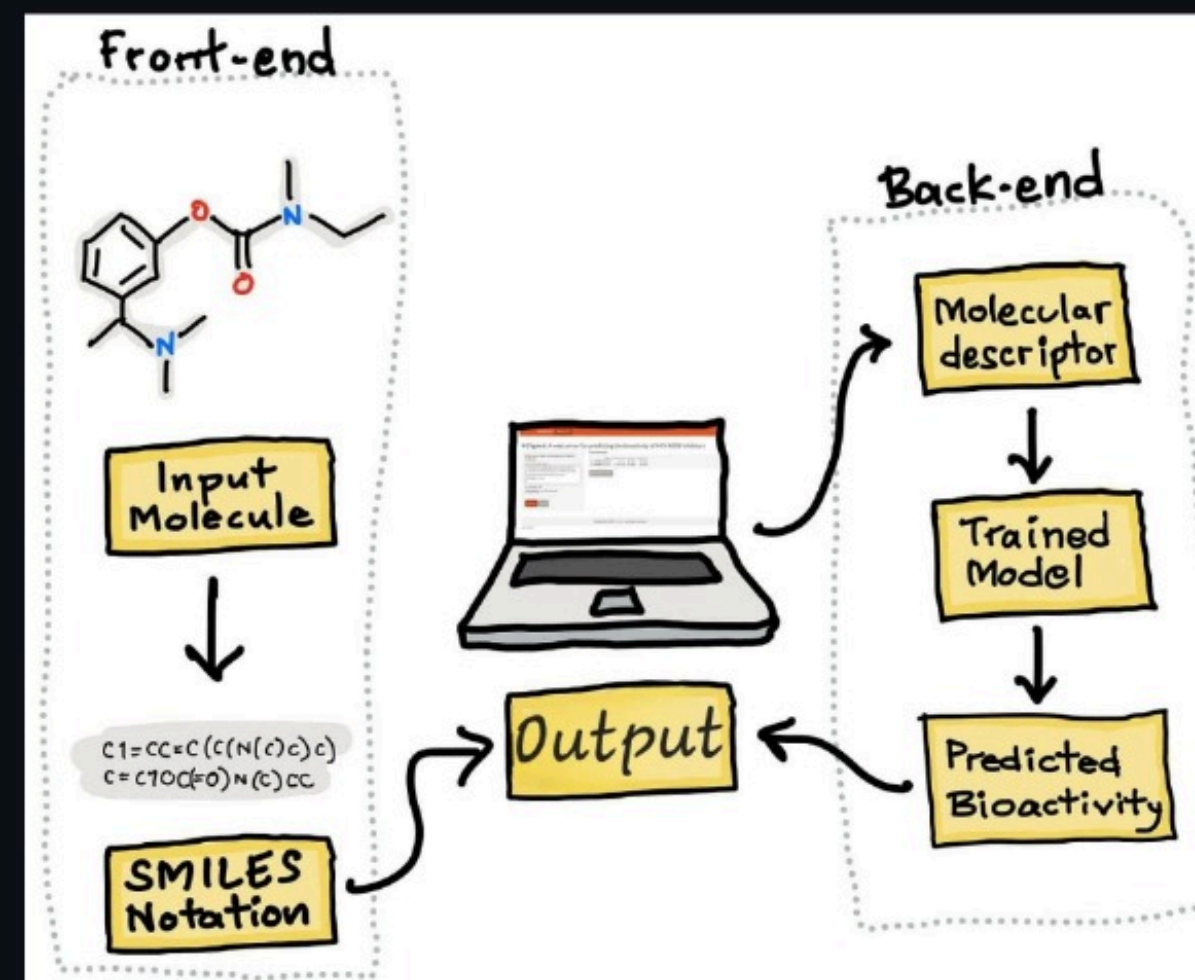 Front-end
O
N
O
N
Input
Molecule
C1=CC=C(C(N(C)C)C)
C=C1OC(=O)N(C)CC
SMILES
Notation
Output
Back-end
Molecular
descriptor
Trained
Model
Predicted
Bioactivity